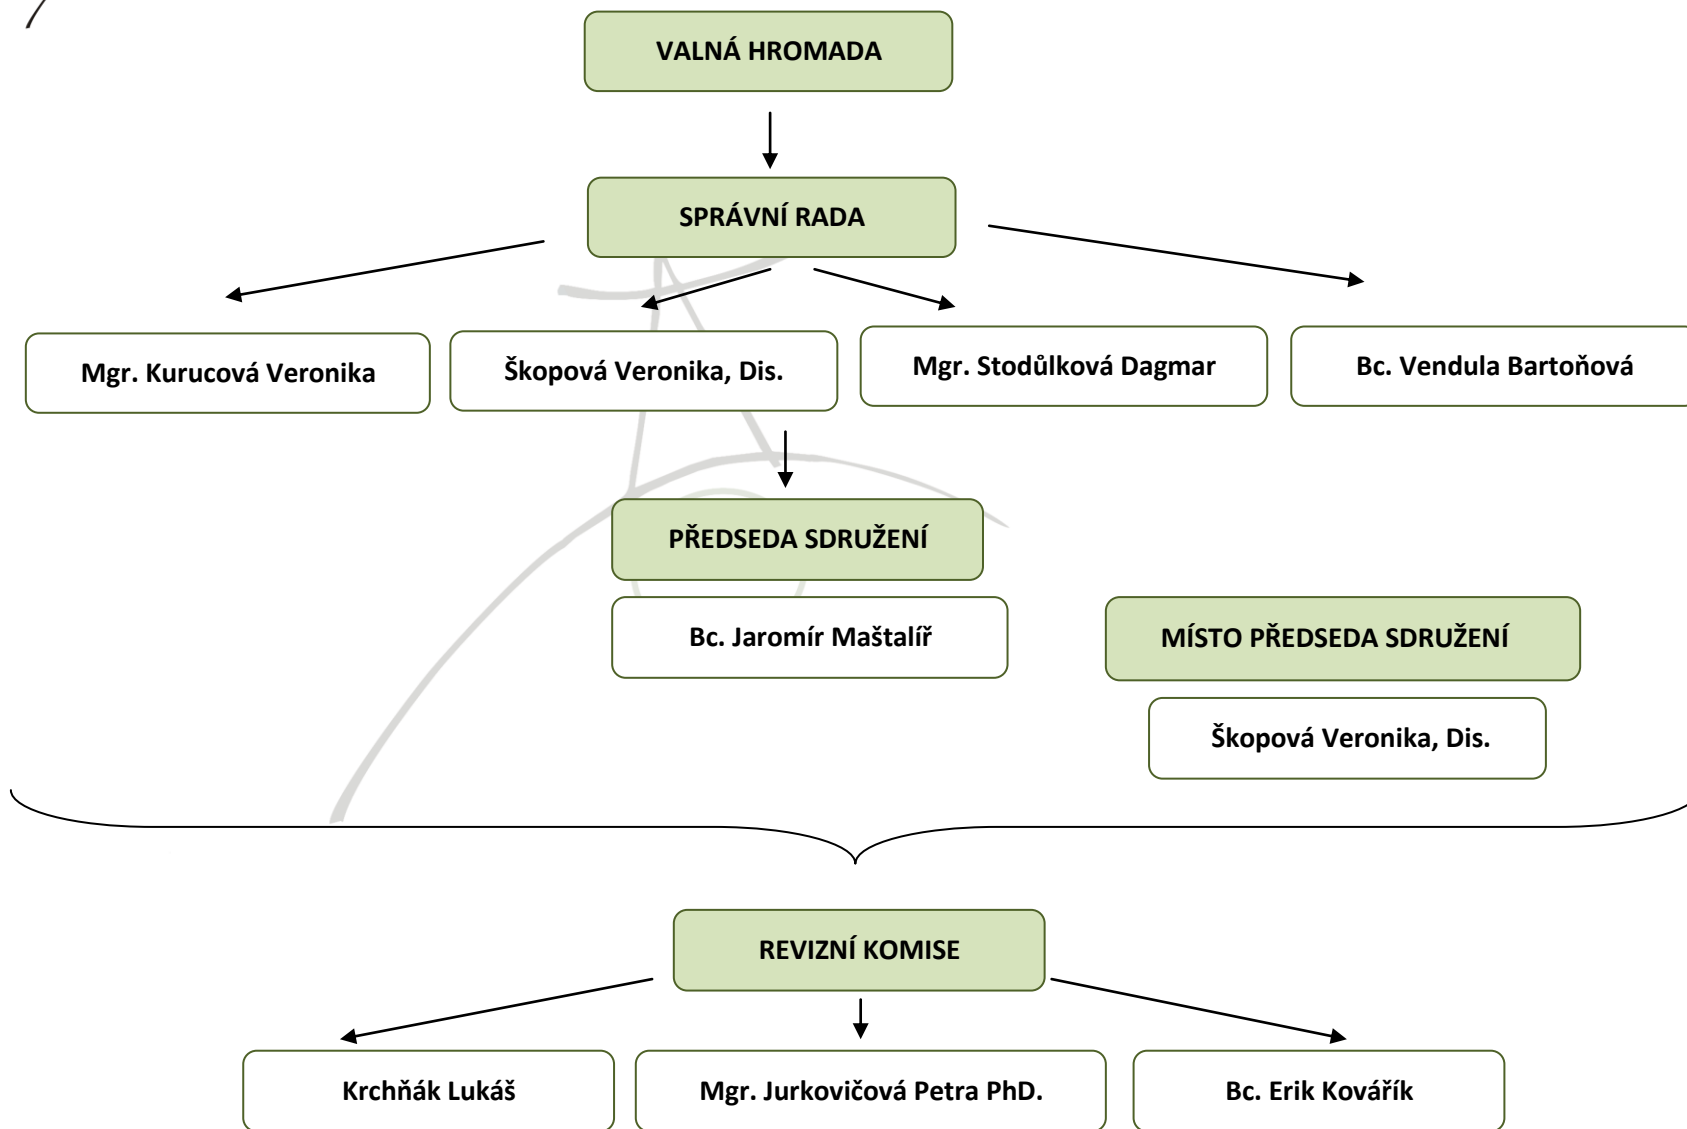 VALNÁ HROMADA
SPRÁVNÍ RADA
Mgr. Kurucová Veronika
Škopová Veronika, Dis.
Mgr. Stodůlková Dagmar
Bc. Vendula Bartoňová
PŘEDSEDA SDRUŽENÍ
Bc. Jaromír Maštalíř
MÍSTO PŘEDSEDA SDRUŽENÍ
Škopová Veronika, Dis.
REVIZNÍ KOMISE
Krchňák Lukáš
Mgr. Jurkovičová Petra PhD.
Bc. Erik Kovářík